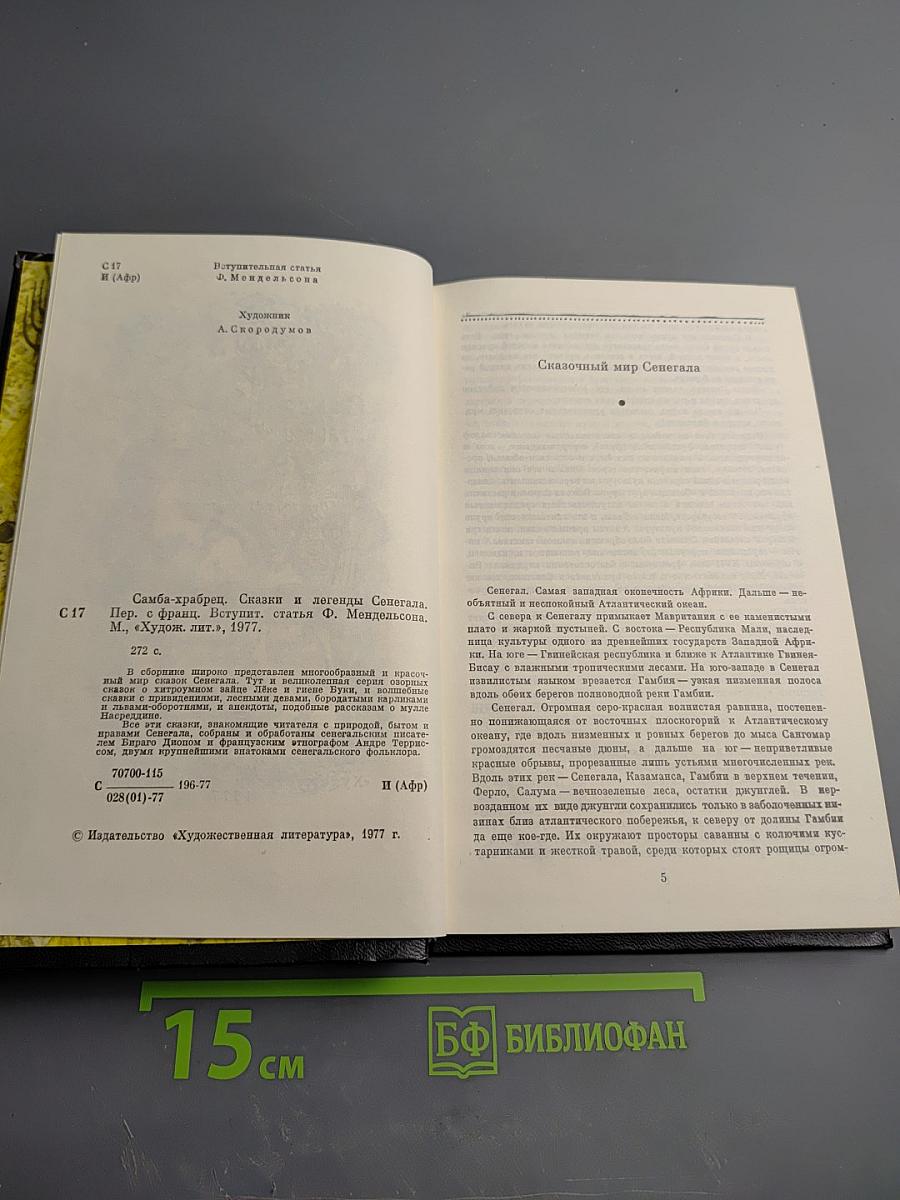 С17
И (Афр)
Вступительная статья
Ф. Мендельсона
Художник
А. Скородумов
Самба-храбрец. Сказки и легенды Сенегала.
С 17 Пер. с франц. Вступит. статья Ф. Мендельсона.
М., «Худож. лит.», 1977.
272 с.
В сборнике широко представлен многообразный и красоч-
ный мир сказок Сенегала. Тут и великолепная серия озорных
сказок о хитроумном зайце Лёке и гиене Буки, и волшебные
сказки с привидениями, лесными девами, бородатыми карликами
и львами-оборотнями, и анекдоты, подобные рассказам о мулле
Насреддине.
Все эти сказки, знакомящие читателя с природой, бытом и
нравами Сенегала, собраны и обработаны сенегальским писате-
лем Бираго Диопом и французским этнографом Андре Террис-
сом, двумя крупнейшими знатоками сенегальского фольклора.
70700-115
С 196-77 И (Афр)
028(01)-77
© Издательство «Художественная литература», 1977 г.
Сказочный мир Сенегала
Сенегал. Самая западная оконечность Африки. Дальше — не-
объятный и неспокойный Атлантический океан.
С севера к Сенегалу примыкает Мавритания с ее каменистыми
плато и жаркой пустыней. С востока — Республика Мали, наслед-
ница культуры одного из древнейших государств Западной Афри-
ки. На юге — Гвинейская республика и ближе к Атлантике Гвинея-
Бисау с влажными тропическими лесами. На юго-западе в Сенегал
извилистым языком врезается Гамбия — узкая низменная полоса
вдоль обеих берегов полноводной реки Гамбии.
Сенегал. Огромная серо-красная волнистая равнина, постепен-
но понижающаяся от восточных плоскогорий к Атлантическому
океану, где вдоль низменных и ровных берегов до мыса Сангомар
громоздятся песчаные дюны, а дальше на юг — неприветливые
красные обрывы, прорезанные лишь устьями многочисленных рек.
Вдоль этих рек — Сенегала, Казаманса, Гамбии в верхнем течении,
Ферло, Салума — вечнозеленые леса, остатки джунглей. В пер-
возданном их виде джунгли сохранились только в заболоченных ни-
зинах близ атлантического побережья, к северу от долины Гамбии
да еще кое-где. Их окружают просторы саванны с колючими кус-
тарниками и жесткой травой, среди которых стоят рощицы огром-
5
15 см
БФ БИБЛИОФАН